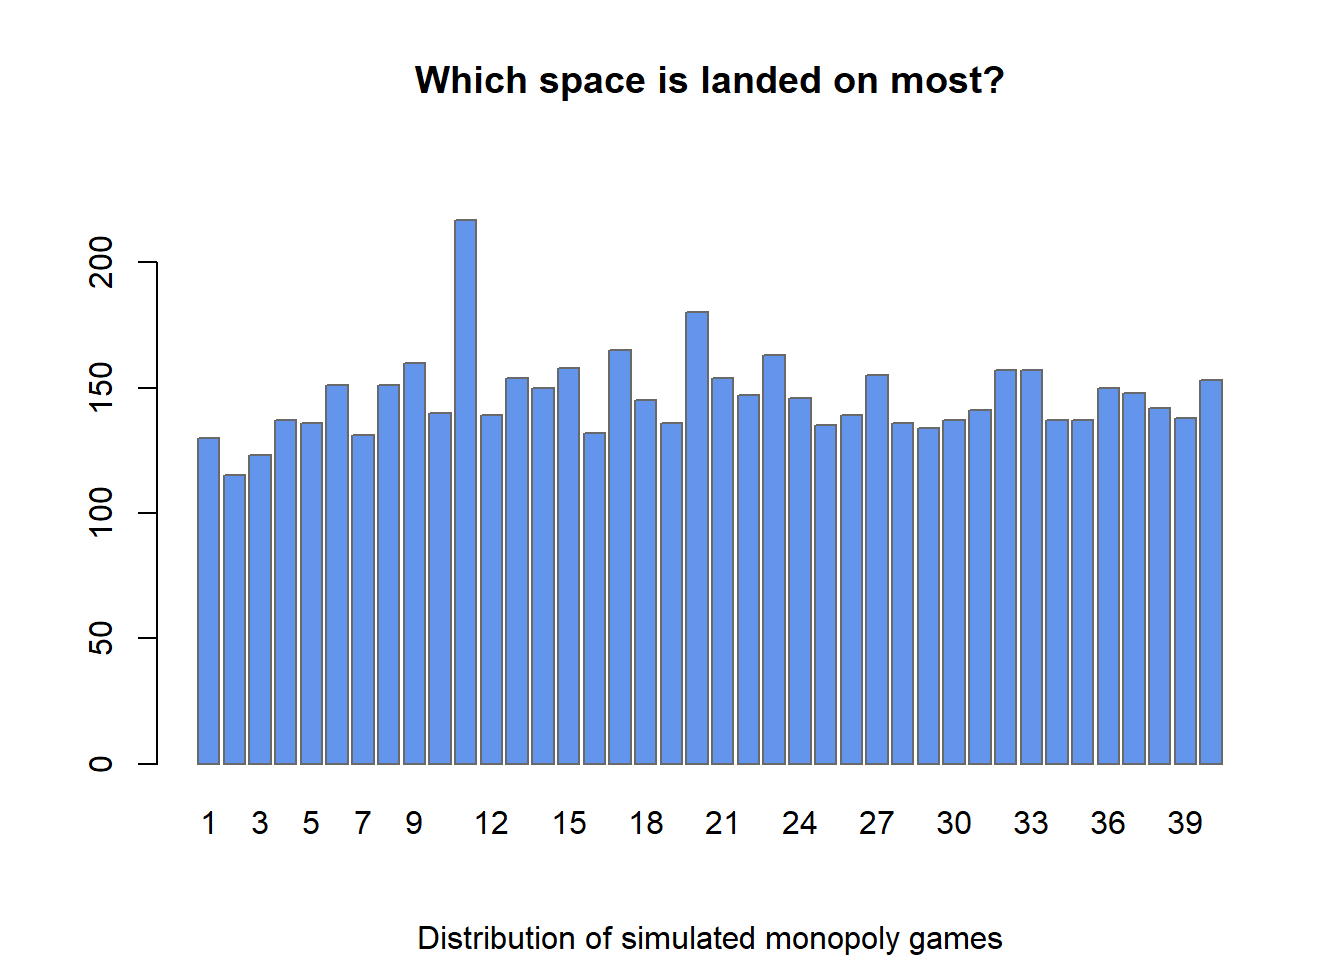 Which space is landed on most?
200
150
100
50
0
1 3 5 7 9 12 15 18 21 24 27 30 33 36 39
Distribution of simulated monopoly games